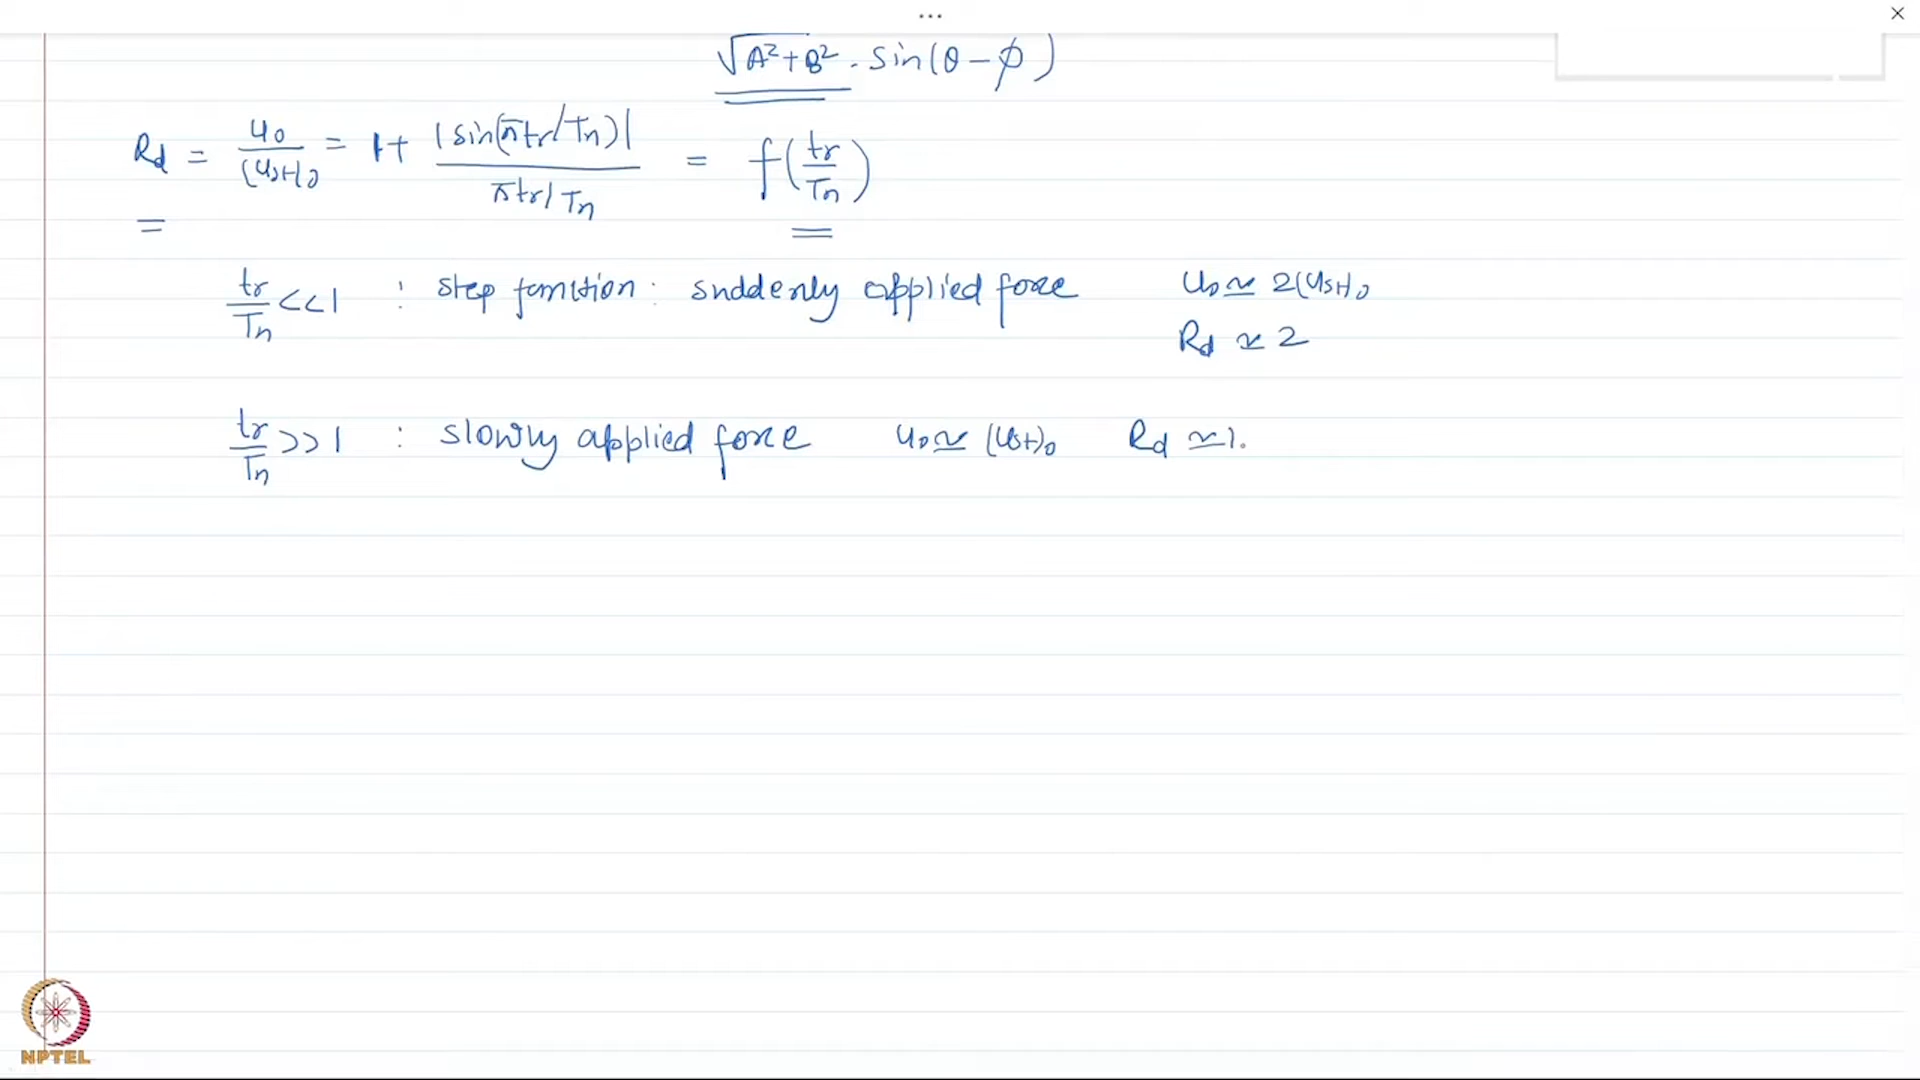 ...
√A²+B² . sin(θ-φ)
Rd = u0/(ust)0 = 1+ |sin(πtr/Tn)|/πtr/Tn = f(tr/Tn)
tr/Tn <<1 : step function : suddenly applied force u0 ≃ 2(ust)0
Rd ≃ 2
tr/Tn >>1 : slowly applied force u0 ≃ (ust)0 Rd ≃ 1.
NPTEL